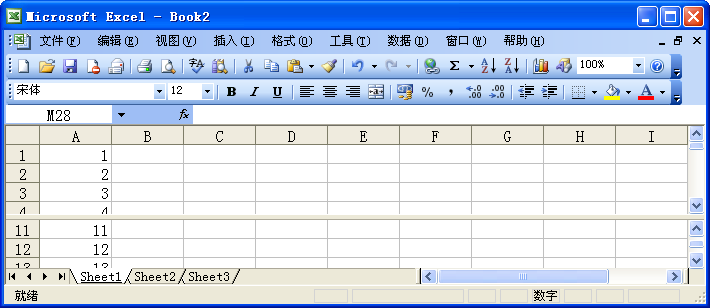 Microsoft Excel - Book2
文件(F) 编辑(E) 视图(V) 插入(I) 格式(O) 工具(T) 数据(D) 窗口(W) 帮助(H)
100%
宋体 12 B I U
M28 fx
A B C D E F G H I
1 1
2 2
3 3
4 4
11 11
12 12
13 13
Sheet1 Sheet2 Sheet3
就绪 数字